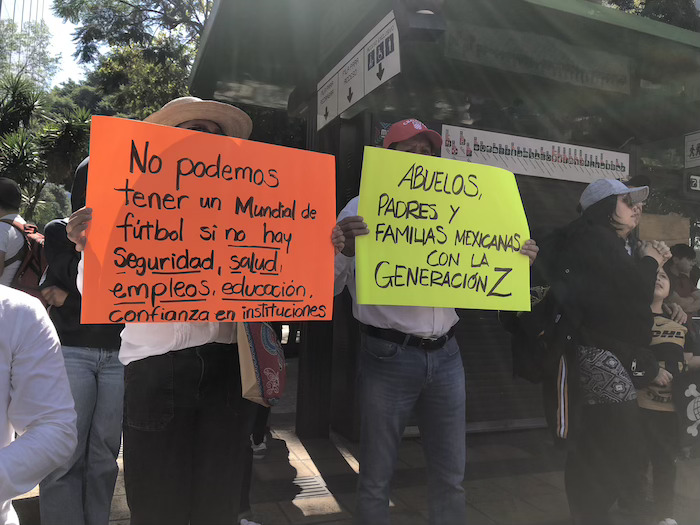 No podemos
tener un Mundial de
fútbol si no hay
seguridad, salud,
empleos, educación,
confianza en instituciones
ABUELOS,
PADRES Y
FAMILIAS MEXICANAS
CON LA
GENERACIÓN Z